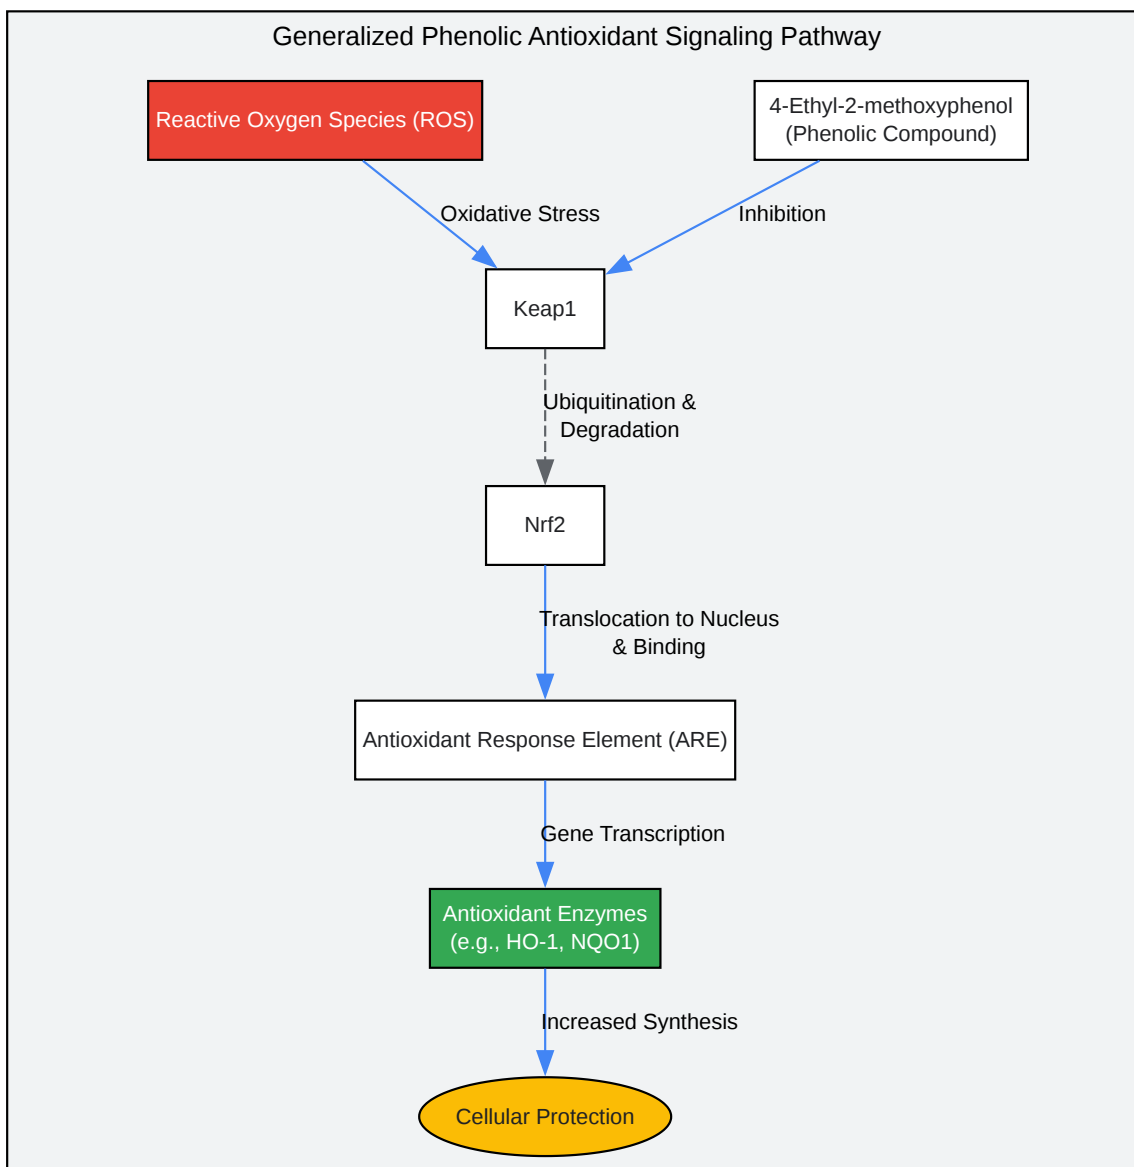 Generalized Phenolic Antioxidant Signaling Pathway
Reactive Oxygen Species (ROS)
4-Ethyl-2-methoxyphenol
(Phenolic Compound)
Oxidative Stress
Inhibition
Keap1
Ubiquitination &
Degradation
Nrf2
Translocation to Nucleus
& Binding
Antioxidant Response Element (ARE)
Gene Transcription
Antioxidant Enzymes
(e.g., HO-1, NQO1)
Increased Synthesis
Cellular Protection